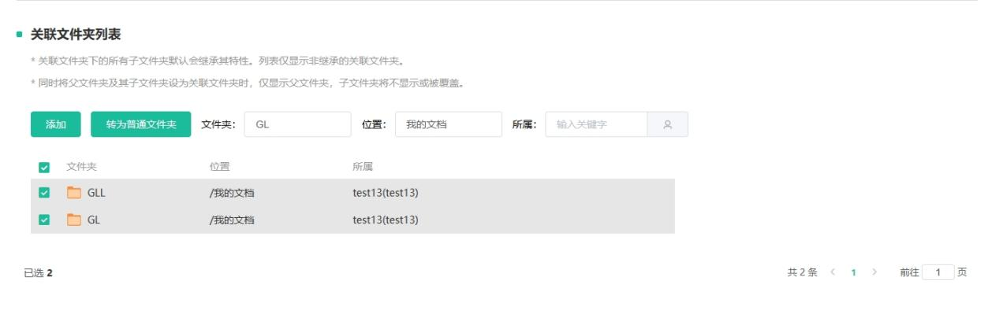 关联文件夹列表
* 关联文件夹下的所有子文件夹默认会继承其特性。列表仅显示非继承的关联文件夹。
* 同时将父文件夹及其子文件夹设为关联文件夹时，仅显示父文件夹，子文件夹将不显示或被覆盖。
添加 转为普通文件夹 文件夹： GL 位置： 我的文档 所属： 输入关键字
文件夹 位置 所属
GLL /我的文档 test13(test13)
GL /我的文档 test13(test13)
已选 2 共 2 条 < 1 > 前往 1 页